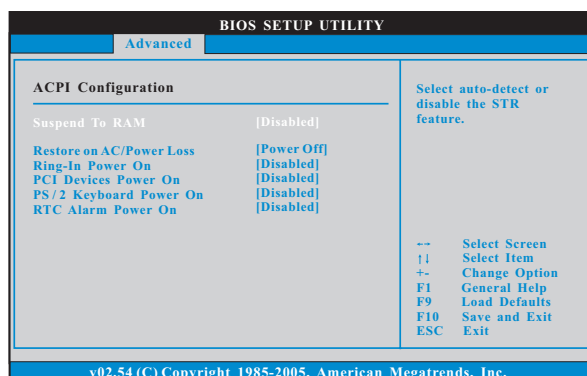 BIOS SETUP UTILITY
Advanced
ACPI Configuration
Suspend To RAM [Disabled]
Restore on AC/Power Loss [Power Off]
Ring-In Power On [Disabled]
PCI Devices Power On [Disabled]
PS/2 Keyboard Power On [Disabled]
RTC Alarm Power On [Disabled]
Select auto-detect or
disable the STR
feature.
←→ Select Screen
↑↓ Select Item
+- Change Option
F1 General Help
F9 Load Defaults
F10 Save and Exit
ESC Exit
v02.54 (C) Copyright 1985-2005, American Megatrends, Inc.